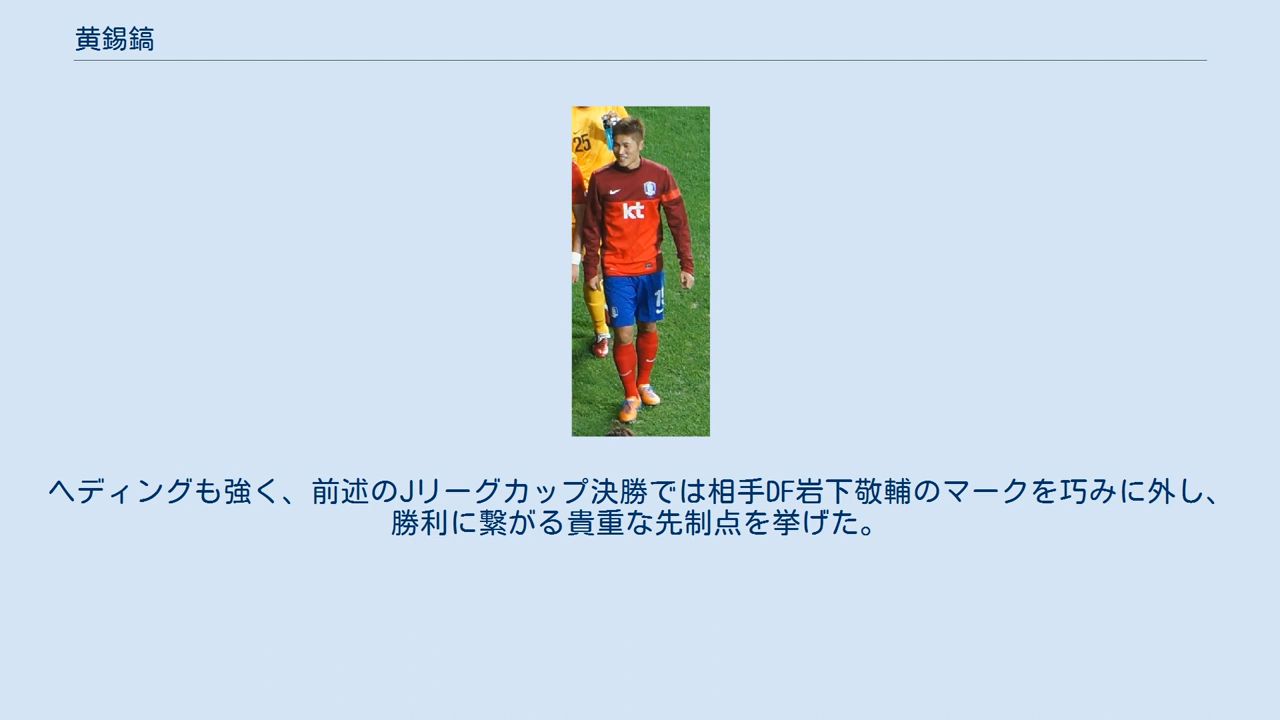 黄錫鎬
25
kt
ヘディングも強く、前述のJリーグカップ決勝では相手DF岩下敬輔のマークを巧みに外し、
勝利に繋がる貴重な先制点を挙げた。